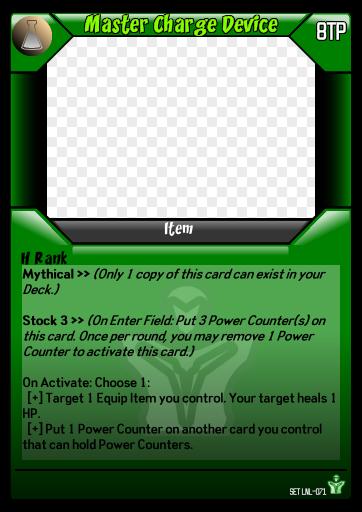 Master Charge Device
8TP
Item
H Rank
Mythical >> (Only 1 copy of this card can exist in your
Deck.)
Stock 3 >> (On Enter Field: Put 3 Power Counter(s) on
this card. Once per round, you may remove 1 Power
Counter to activate this card.)
On Activate: Choose 1:
[+] Target 1 Equip Item you control. Your target heals 1
HP.
[+] Put 1 Power Counter on another card you control
that can hold Power Counters.
SET LNL-071